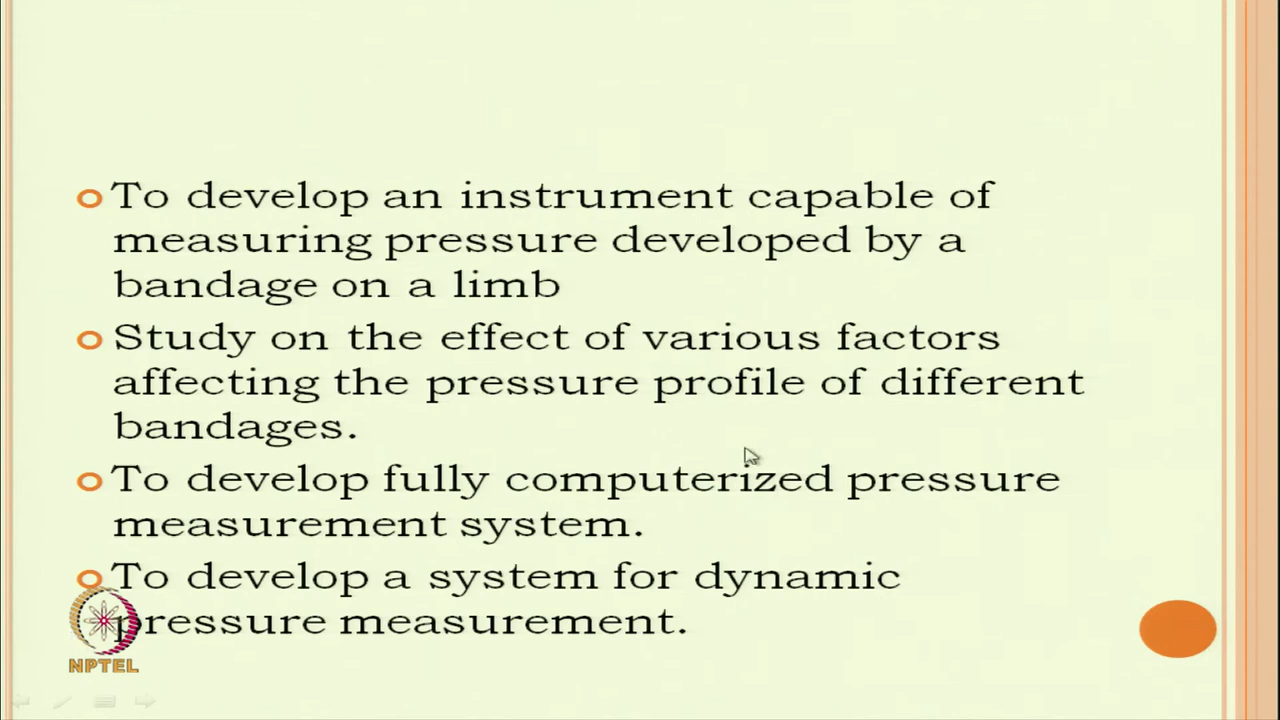 To develop an instrument capable of
measuring pressure developed by a
bandage on a limb
Study on the effect of various factors
affecting the pressure profile of different
bandages.
To develop fully computerized pressure
measurement system.
To develop a system for dynamic
pressure measurement.
NPTEL